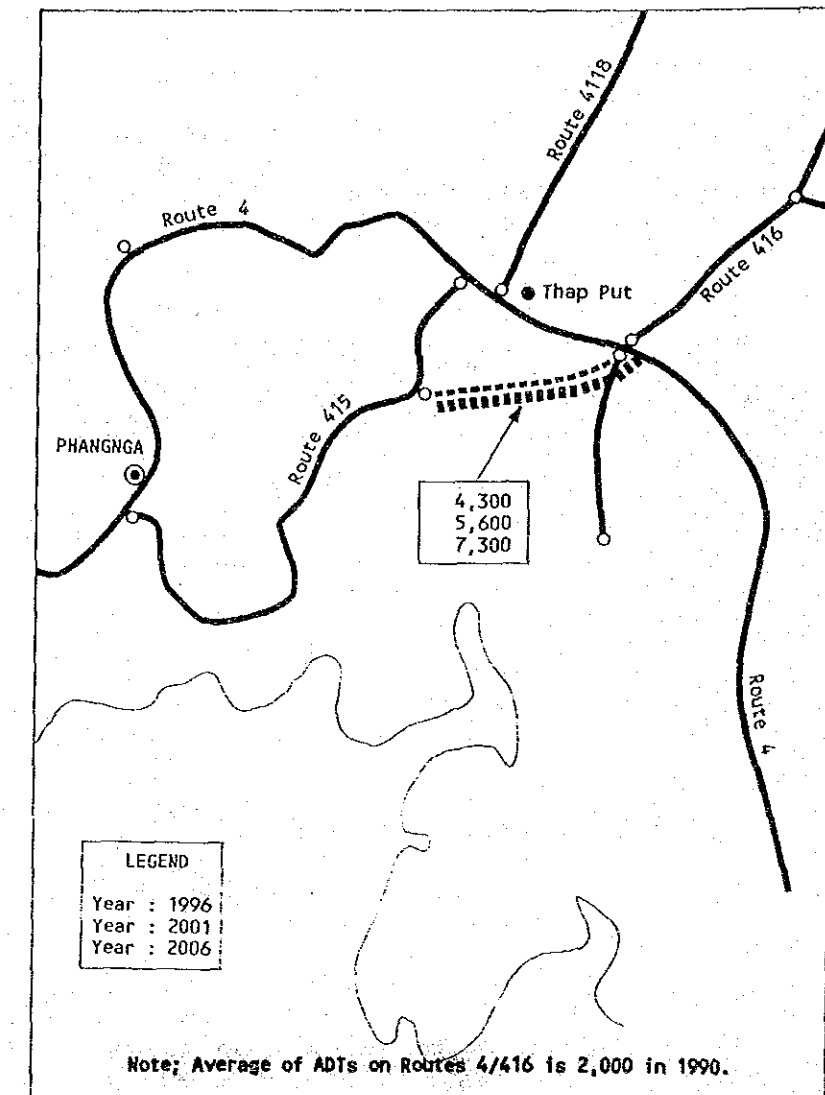 Route 4118
Route 4
Route 416
Thap Put
Route 415
PHANGNGA
4,300
5,600
7,300
Route 4
LEGEND
Year : 1996
Year : 2001
Year : 2006
Note; Average of ADTs on Routes 4/416 is 2,000 in 1990.